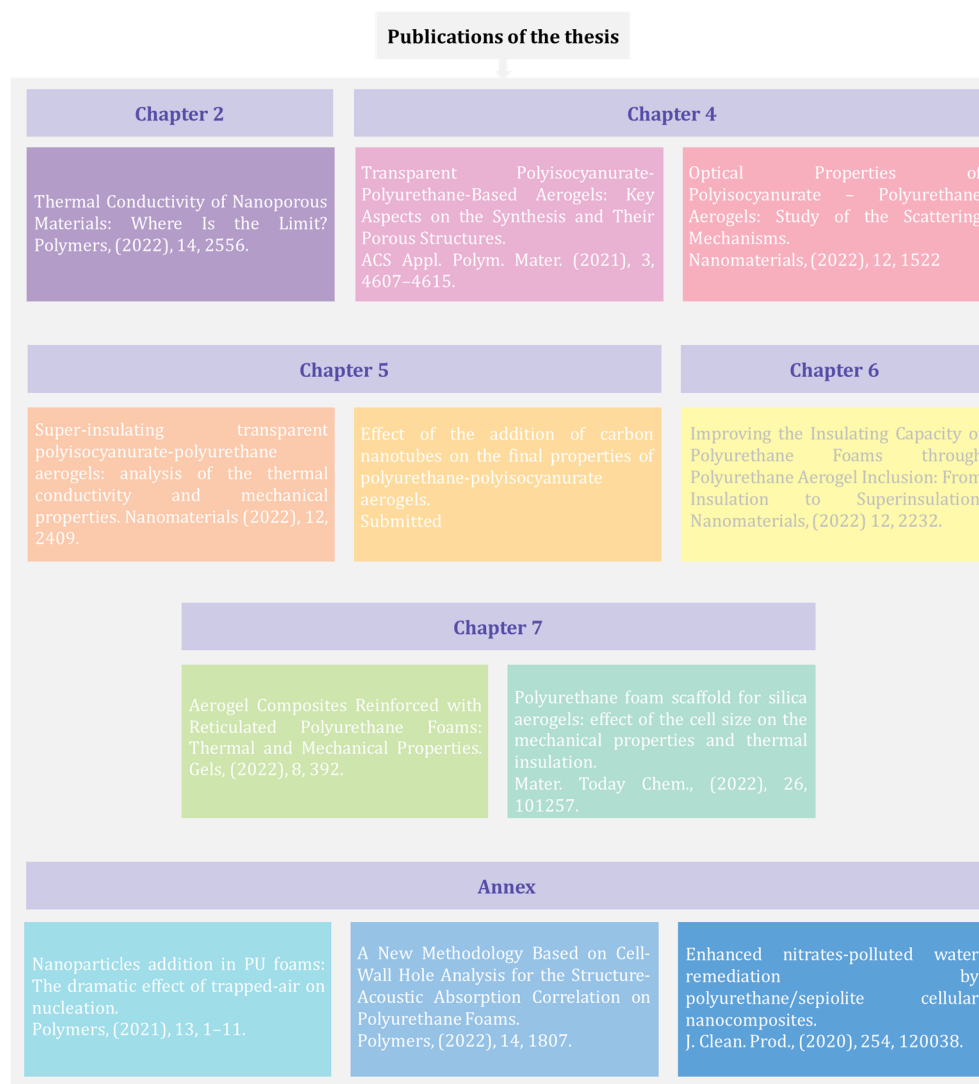 Publications of the thesis
Chapter 2
Thermal Conductivity of Nanoporous
Materials: Where Is the Limit?
Polymers, (2022), 14, 2556.
Chapter 4
Transparent Polyisocyanurate-
Polyurethane-Based Aerogels: Key
Aspects on the Synthesis and Their
Porous Structures.
ACS Appl. Polym. Mater. (2021), 3,
4607–4615.
Optical Properties of
Polyisocyanurate – Polyurethane
Aerogels: Study of the Scattering
Mechanisms.
Nanomaterials, (2022), 12, 1522
Chapter 5
Super-insulating transparent
polyisocyanurate-polyurethane
aerogels: analysis of the thermal
conductivity and mechanical
properties. Nanomaterials (2022), 12,
2409.
Effect of the addition of carbon
nanotubes on the final properties of
polyurethane-polyisocyanurate
aerogels.
Submitted
Chapter 6
Improving the Insulating Capacity of
Polyurethane Foams through
Polyurethane Aerogel Inclusion: From
Insulation to Superinsulation
Nanomaterials, (2022) 12, 2232.
Chapter 7
Aerogel Composites Reinforced with
Reticulated Polyurethane Foams:
Thermal and Mechanical Properties.
Gels, (2022), 8, 392.
Polyurethane foam scaffold for silica
aerogels: effect of the cell size on the
mechanical properties and thermal
insulation.
Mater. Today Chem., (2022), 26,
101257.
Annex
Nanoparticles addition in PU foams:
The dramatic effect of trapped-air on
nucleation.
Polymers, (2021), 13, 1–11.
A New Methodology Based on Cell-
Wall Hole Analysis for the Structure-
Acoustic Absorption Correlation on
Polyurethane Foams.
Polymers, (2022), 14, 1807.
Enhanced nitrates-polluted water
remediation by
polyurethane/sepiolite cellular
nanocomposites.
J. Clean. Prod., (2020), 254, 120038.